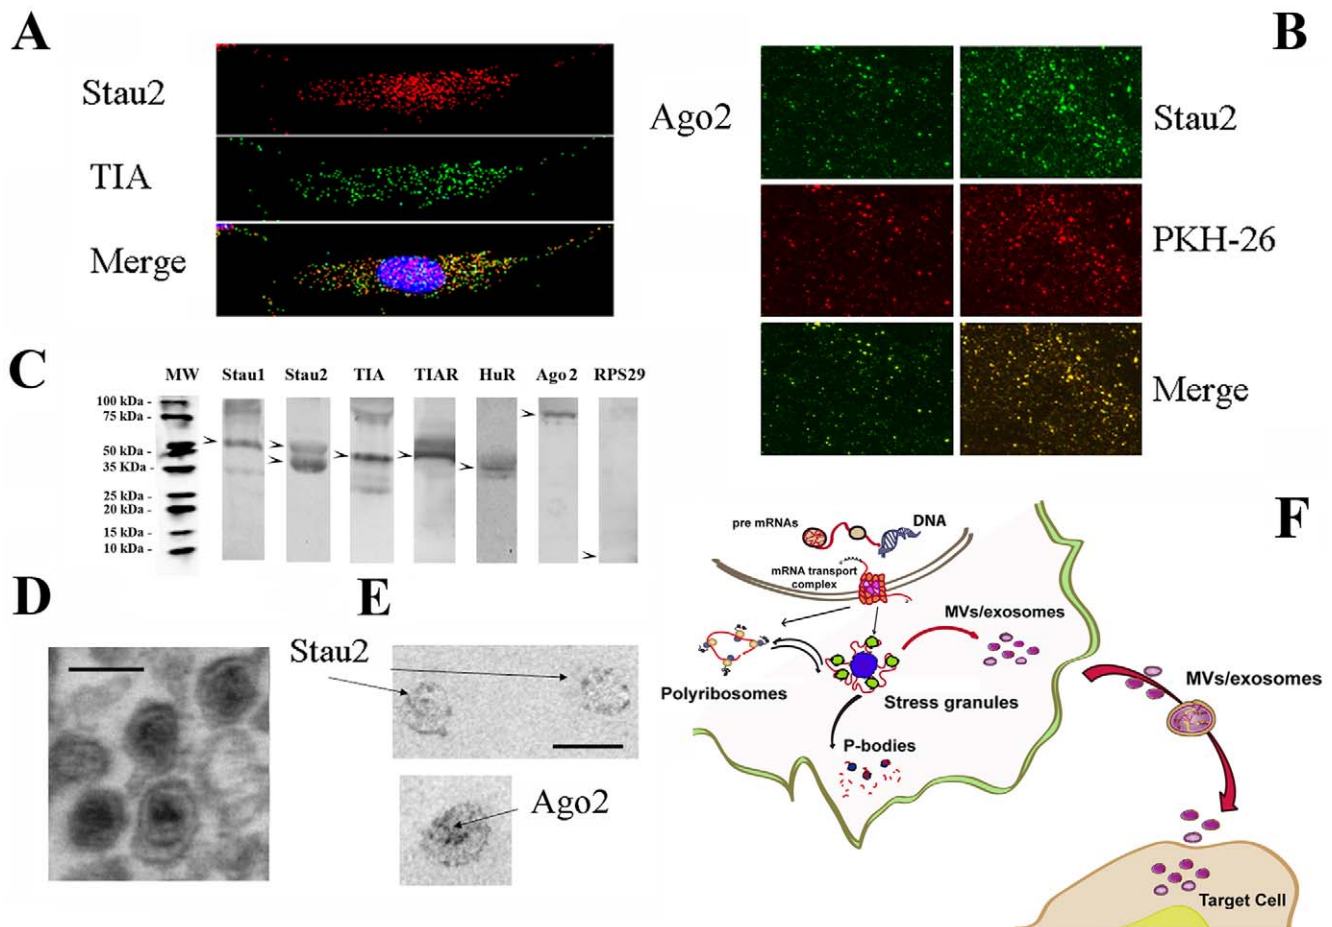 A
Stau2
TIA
Merge
B
Ago2
Stau2
PKH-26
Merge
C
MW Stau1 Stau2 TIA TIAR HuR Ago2 RPS29
100 kDa -
75 kDa -
50 kDa -
35 KDa -
25 kDa -
20 kDa -
15 kDa -
10 kDa -
D
E
Stau2
Ago2
F
pre mRNAs
DNA
mRNA transport
complex
MVs/exosomes
Polyribosomes
Stress granules
P-bodies
MVs/exosomes
Target Cell